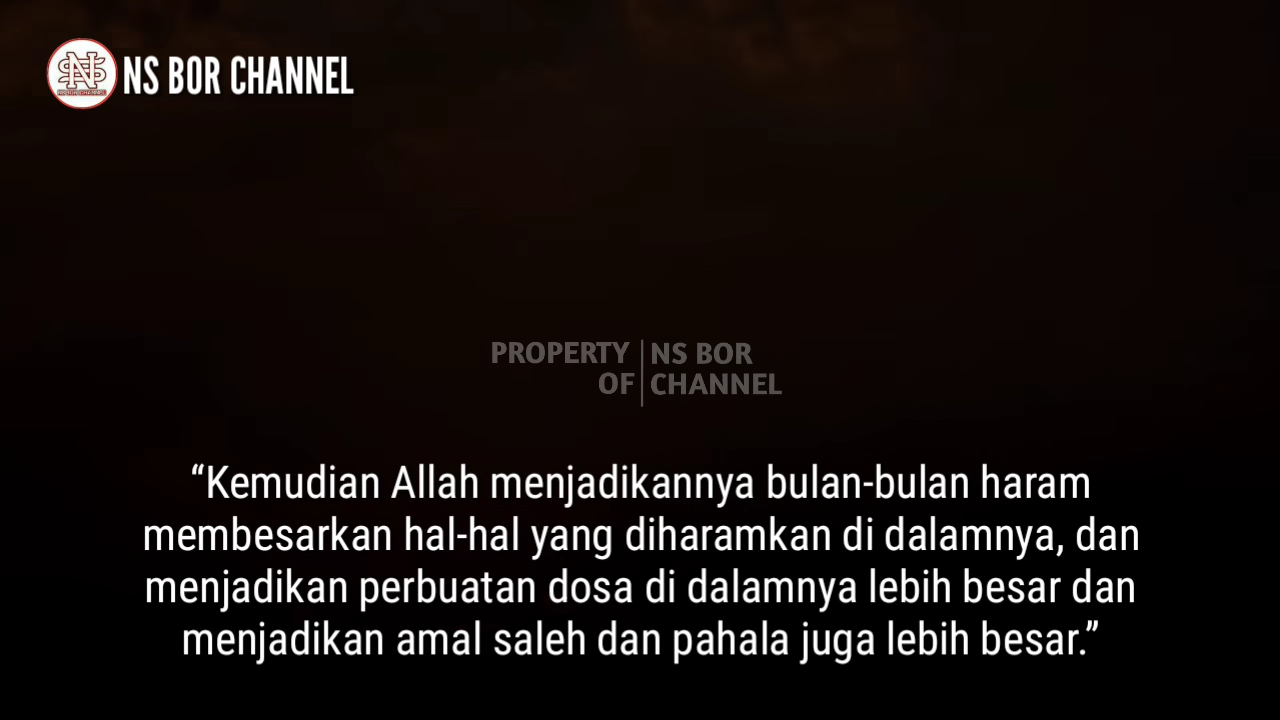 NS BOR CHANNEL
PROPERTY OF
NS BOR CHANNEL
“Kemudian Allah menjadikannya bulan-bulan haram
membesarkan hal-hal yang diharamkan di dalamnya, dan
menjadikan perbuatan dosa di dalamnya lebih besar dan
menjadikan amal saleh dan pahala juga lebih besar.”